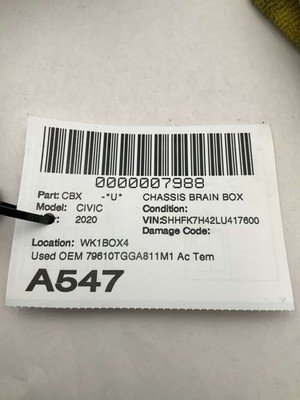 0000007988
Part: CBX -*U* CHASSIS BRAIN BOX
Model: CIVIC Condition:
r: 2020 VIN:SHHFK7H42LU417600
Damage Code:
Location: WK1BOX4
Used OEM 79610TGGA811M1 Ac Tem
A547